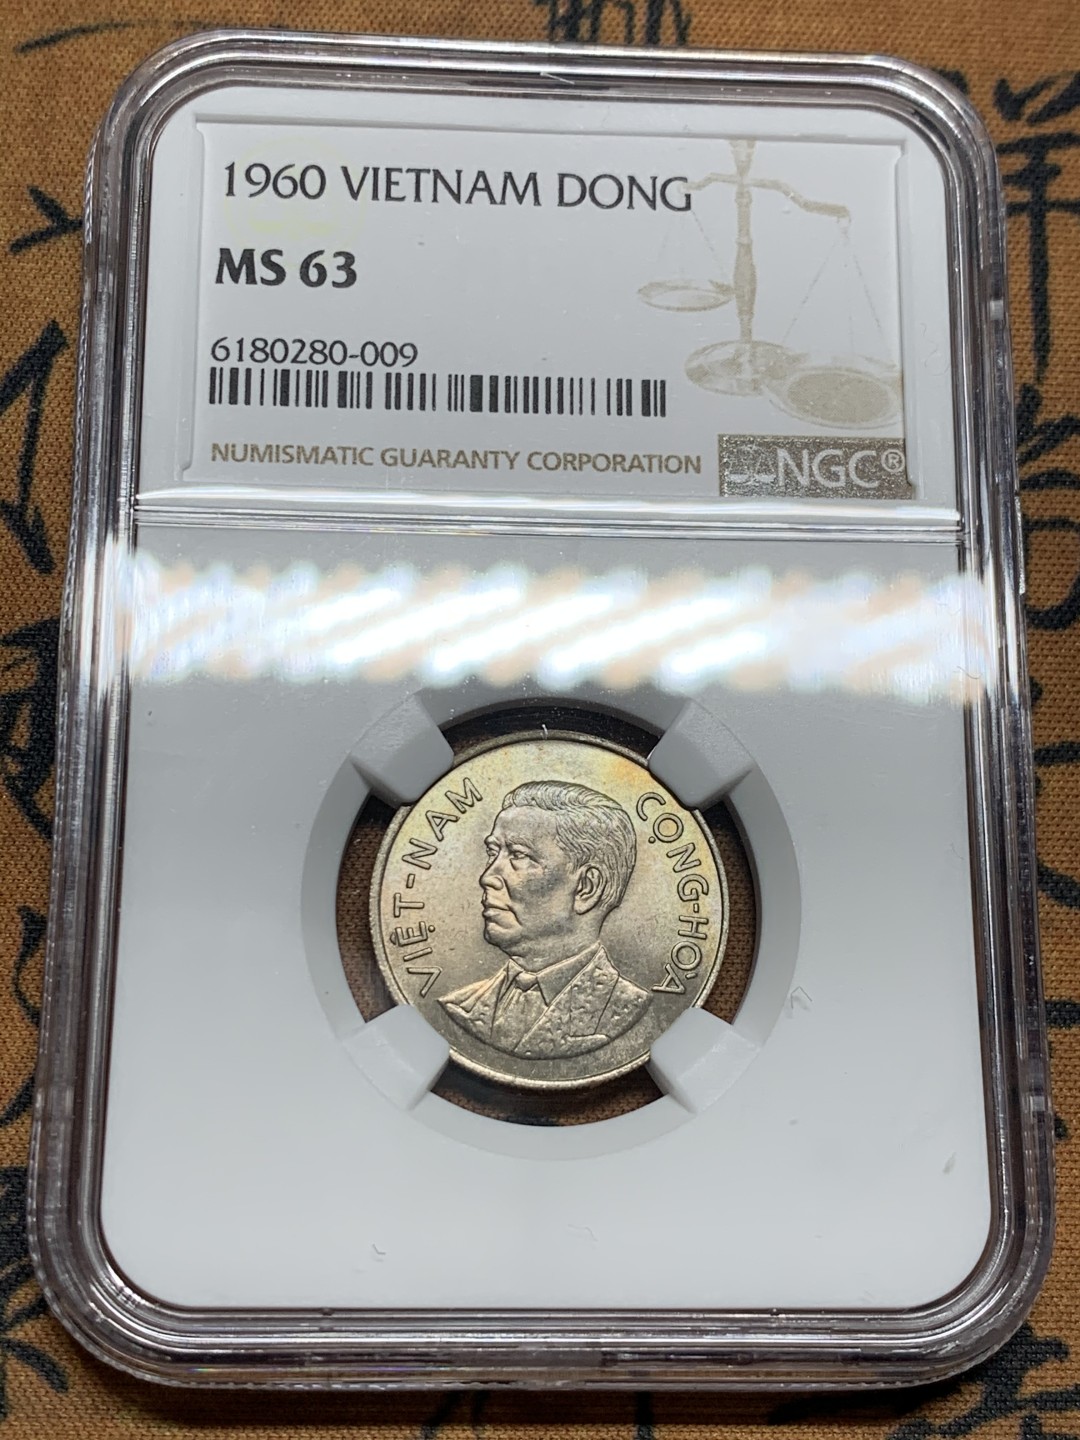 1960 VIETNAM DONG
MS 63
6180280-009
NUMISMATIC GUARANTY CORPORATION
NGC®
VIỆT-NAM
CỘNG-HÒA